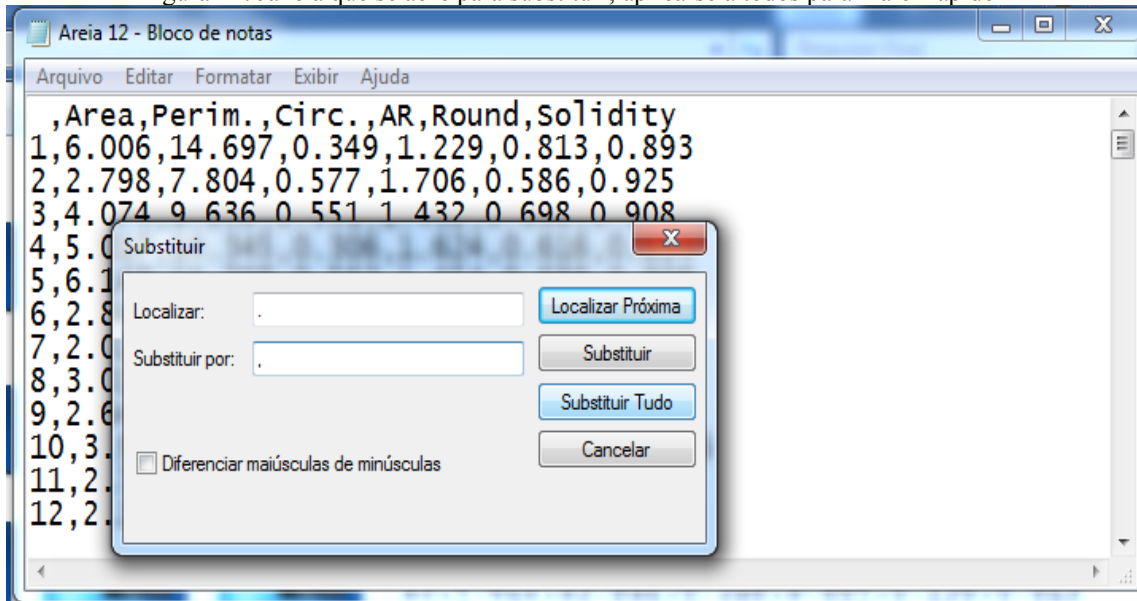 Areia 12 - Bloco de notas
Arquivo Editar Formatar Exibir Ajuda
,Area,Perim.,Circ.,AR,Round,Solidity
1,6.006,14.697,0.349,1.229,0.813,0.893
2,2.798,7.804,0.577,1.706,0.586,0.925
3,4.074,9.636,0.551,1.432,0.698,0.908
4,5.0
5,6.1
6,2.8
7,2.0
8,3.0
9,2.6
10,3.
11,2.
12,2.
Substituir
Localizar: .
Substituir por: ,
Diferenciar maiúsculas de minúsculas
Localizar Próxima
Substituir
Substituir Tudo
Cancelar